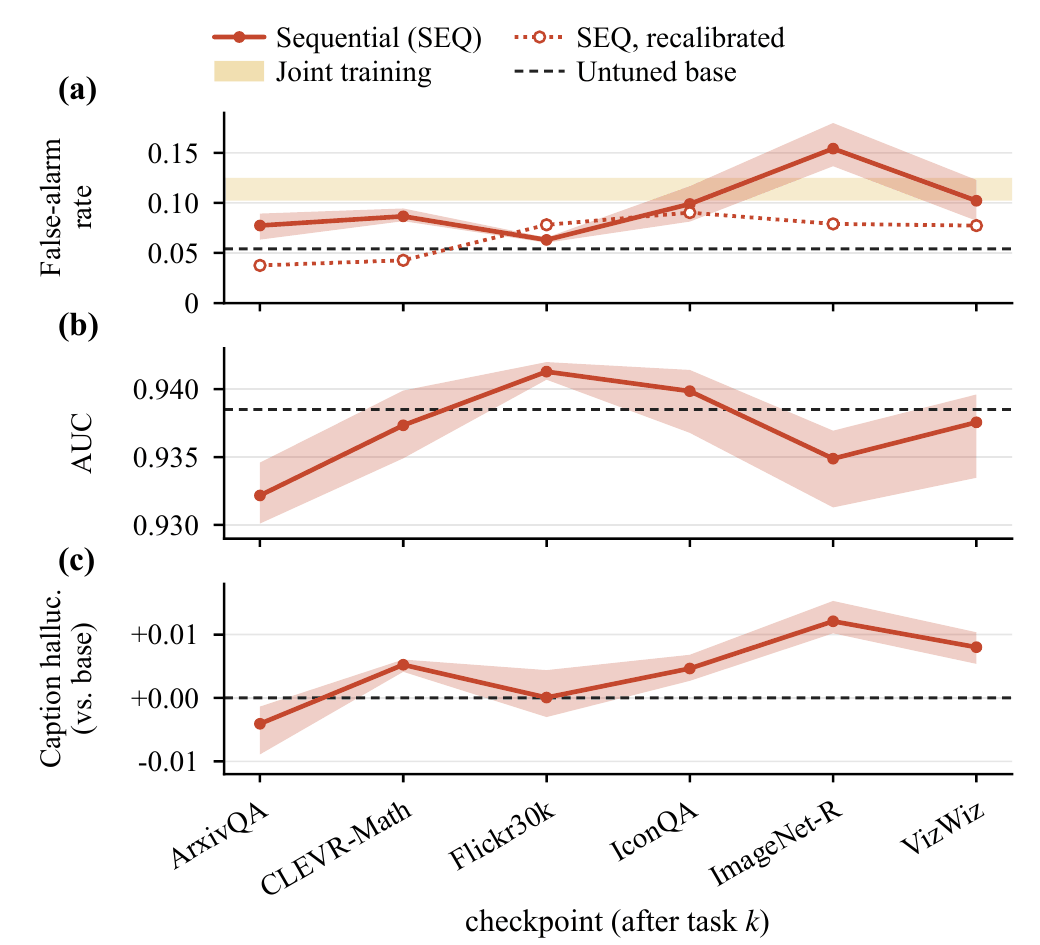 Sequential (SEQ)
SEQ, recalibrated
Joint training
Untuned base
(a)
False-alarm
rate
0.15
0.10
0.05
0
(b)
AUC
0.940
0.935
0.930
(c)
Caption halluc.
(vs. base)
+0.01
+0.00
-0.01
ArxivQA
CLEVR-Math
Flickr30k
IconQA
ImageNet-R
VizWiz
checkpoint (after task k)